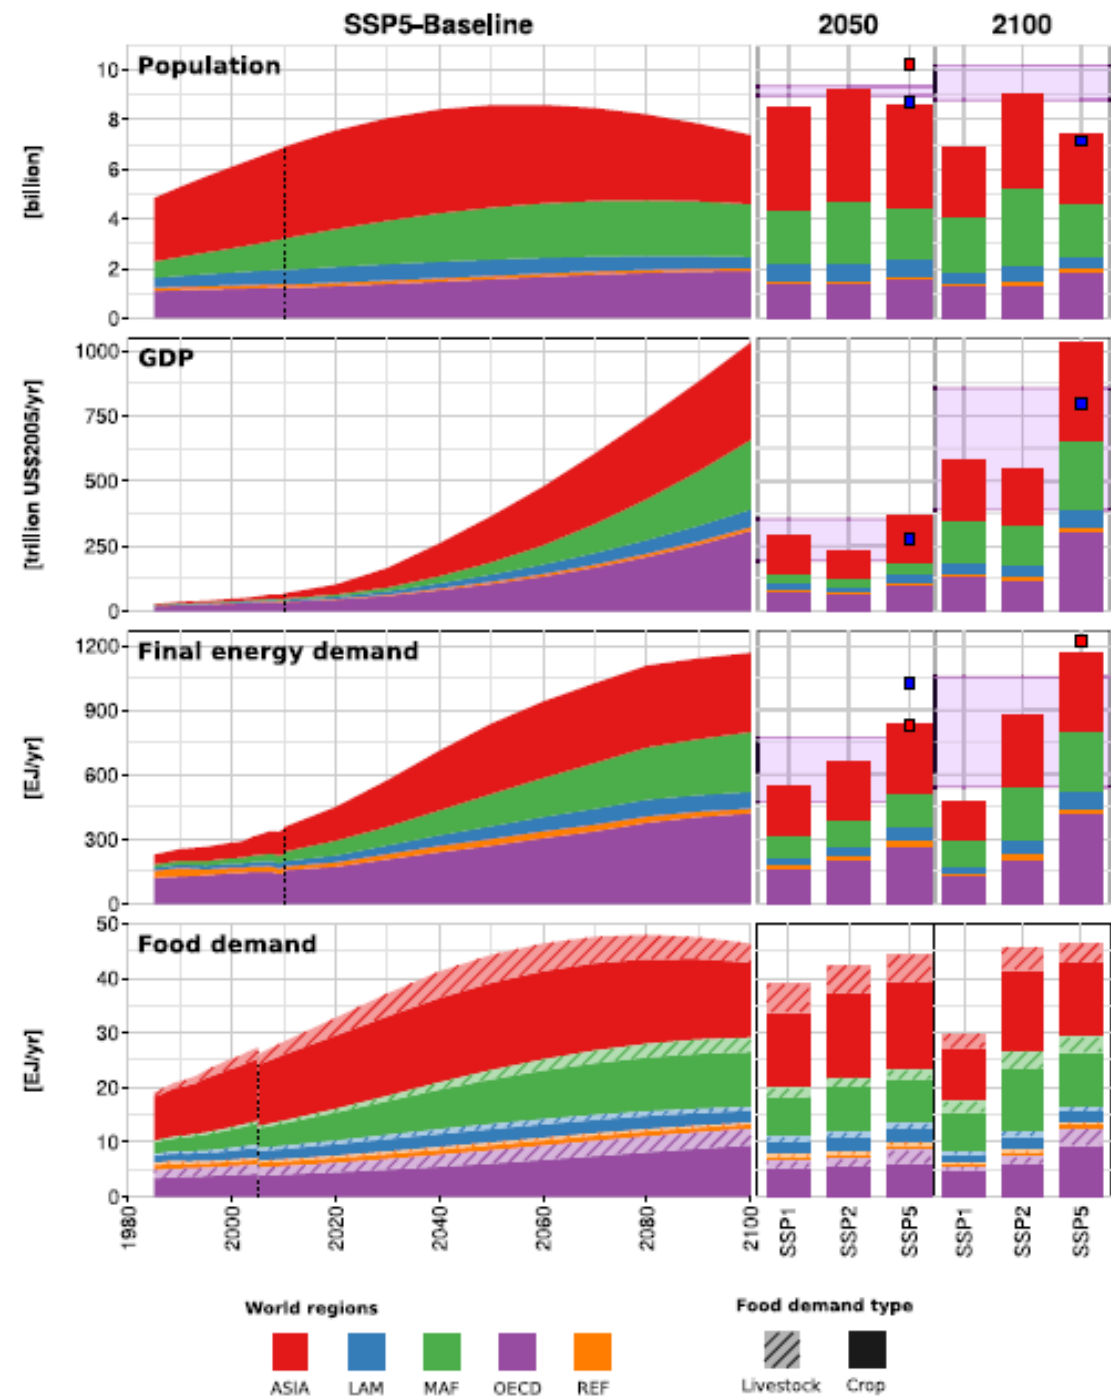 SSP5–Baseline 2050 2100
Population
[billion]
10
8
6
4
2
0
GDP
[trillion US$2005/yr]
1000
750
500
250
0
Final energy demand
[EJ/yr]
1200
900
600
300
0
Food demand
[EJ/yr]
50
40
30
20
10
0
1980 2000 2020 2040 2060 2080 2100 SSP1 SSP2 SSP5 SSP1 SSP2 SSP5
World regions Food demand type
ASIA LAM MAF OECD REF Livestock Crop